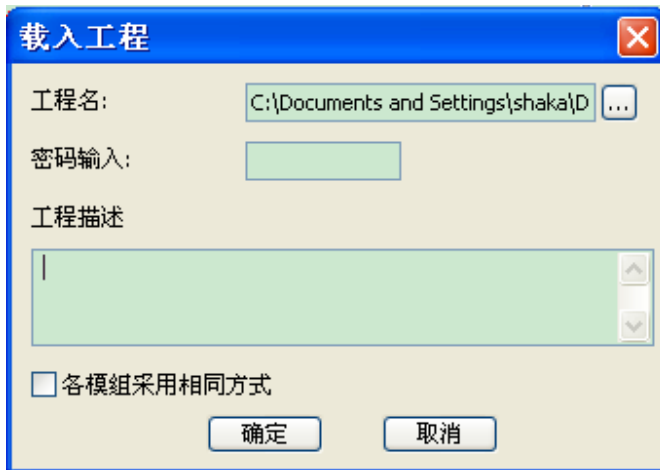 载入工程
工程名: C:\Documents and Settings\shaka\D ...
密码输入:
工程描述
各模组采用相同方式
确定 取消